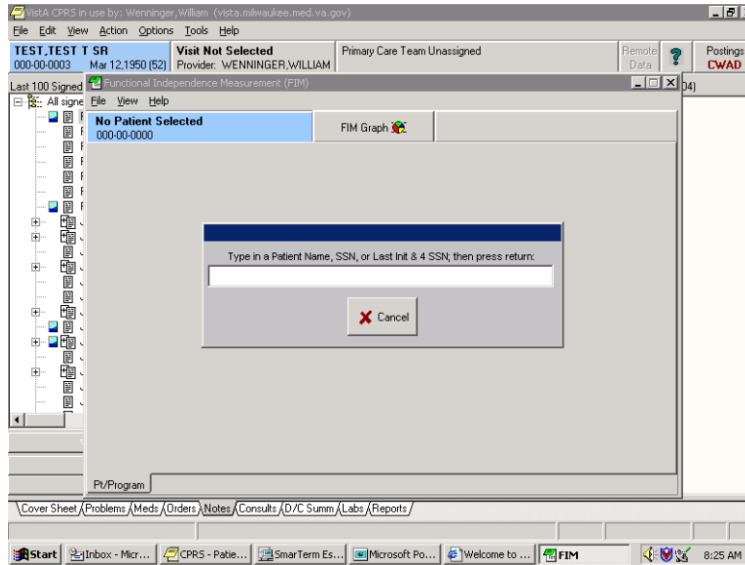 VistA CPRS in use by: Wenninger,William (vista.milwaukee.med.va.gov)
File Edit View Action Options Tools Help
TEST,TEST T SR
000-00-0003 Mar 12,1950 (52)
Visit Not Selected
Provider: WENNINGER,WILLIAM
Primary Care Team Unassigned
Remote
Data
Postings
CWAD
Last 100 Signed
04)
All signe
Functional Independence Measurement (FIM)
File View Help
No Patient Selected
000-00-0000
FIM Graph
Type in a Patient Name, SSN, or Last Init & 4 SSN; then press return:
Cancel
Pt/Program
Cover Sheet Problems Meds Orders Notes Consults D/C Summ Labs Reports
Start Inbox - Micr... CPRS - Patie... SmarTerm Es... Microsoft Po... Welcome to ... FIM 8:25 AM